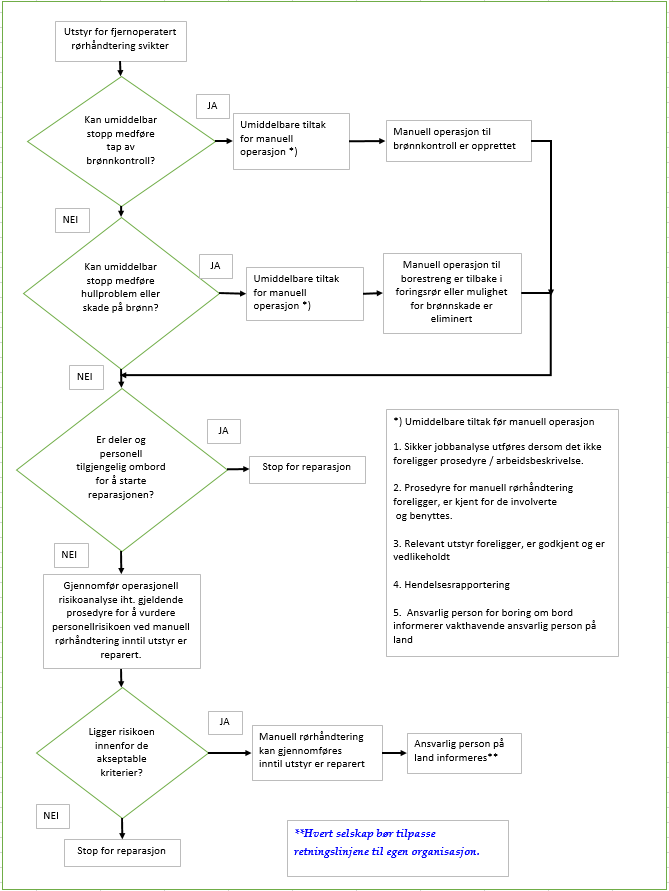 Utstyr for fjernoperatert
rørhåndtering svikter
Kan umiddelbar
stopp medføre
tap av
brønnkontroll?
JA
Umiddelbare tiltak
for manuell
operasjon *)
Manuell operasjon til
brønnkontroll er opprettet
NEI
Kan umiddelbar
stopp medføre
hullproblem eller
skade på brønn?
JA
Umiddelbare tiltak
for manuell
operasjon *)
Manuell operasjon til
borestreng er tilbake i
foringsrør eller mulighet
for brønnskade er
eliminert
NEI
Er deler og
personell
tilgjengelig ombord
for å starte
reparasjonen?
JA
Stop for reparasjon
*) Umiddelbare tiltak før manuell operasjon
1. Sikker jobbanalyse utføres dersom det ikke
foreligger prosedyre / arbeidsbeskrivelse.
2. Prosedyre for manuell rørhåndtering
foreligger, er kjent for de involverte
og benyttes.
3. Relevant utstyr foreligger, er godkjent og er
vedlikeholdt
4. Hendelsesrapportering
5. Ansvarlig person for boring om bord
informerer vakthavende ansvarlig person på
land
NEI
Gjennomfør operasjonell
risikoanalyse iht. gjeldende
prosedyre for å vurdere
personellrisikoen ved manuell
rørhåndtering inntil utstyr er
reparert.
Ligger risikoen
innenfor de
akseptable
kriterier?
JA
Manuell rørhåndtering
kan gjennomføres
inntil utstyr er reparert
Ansvarlig person på
land informeres**
NEI
Stop for reparasjon
**Hvert selskap bør tilpasse
retningslinjene til egen organisasjon.